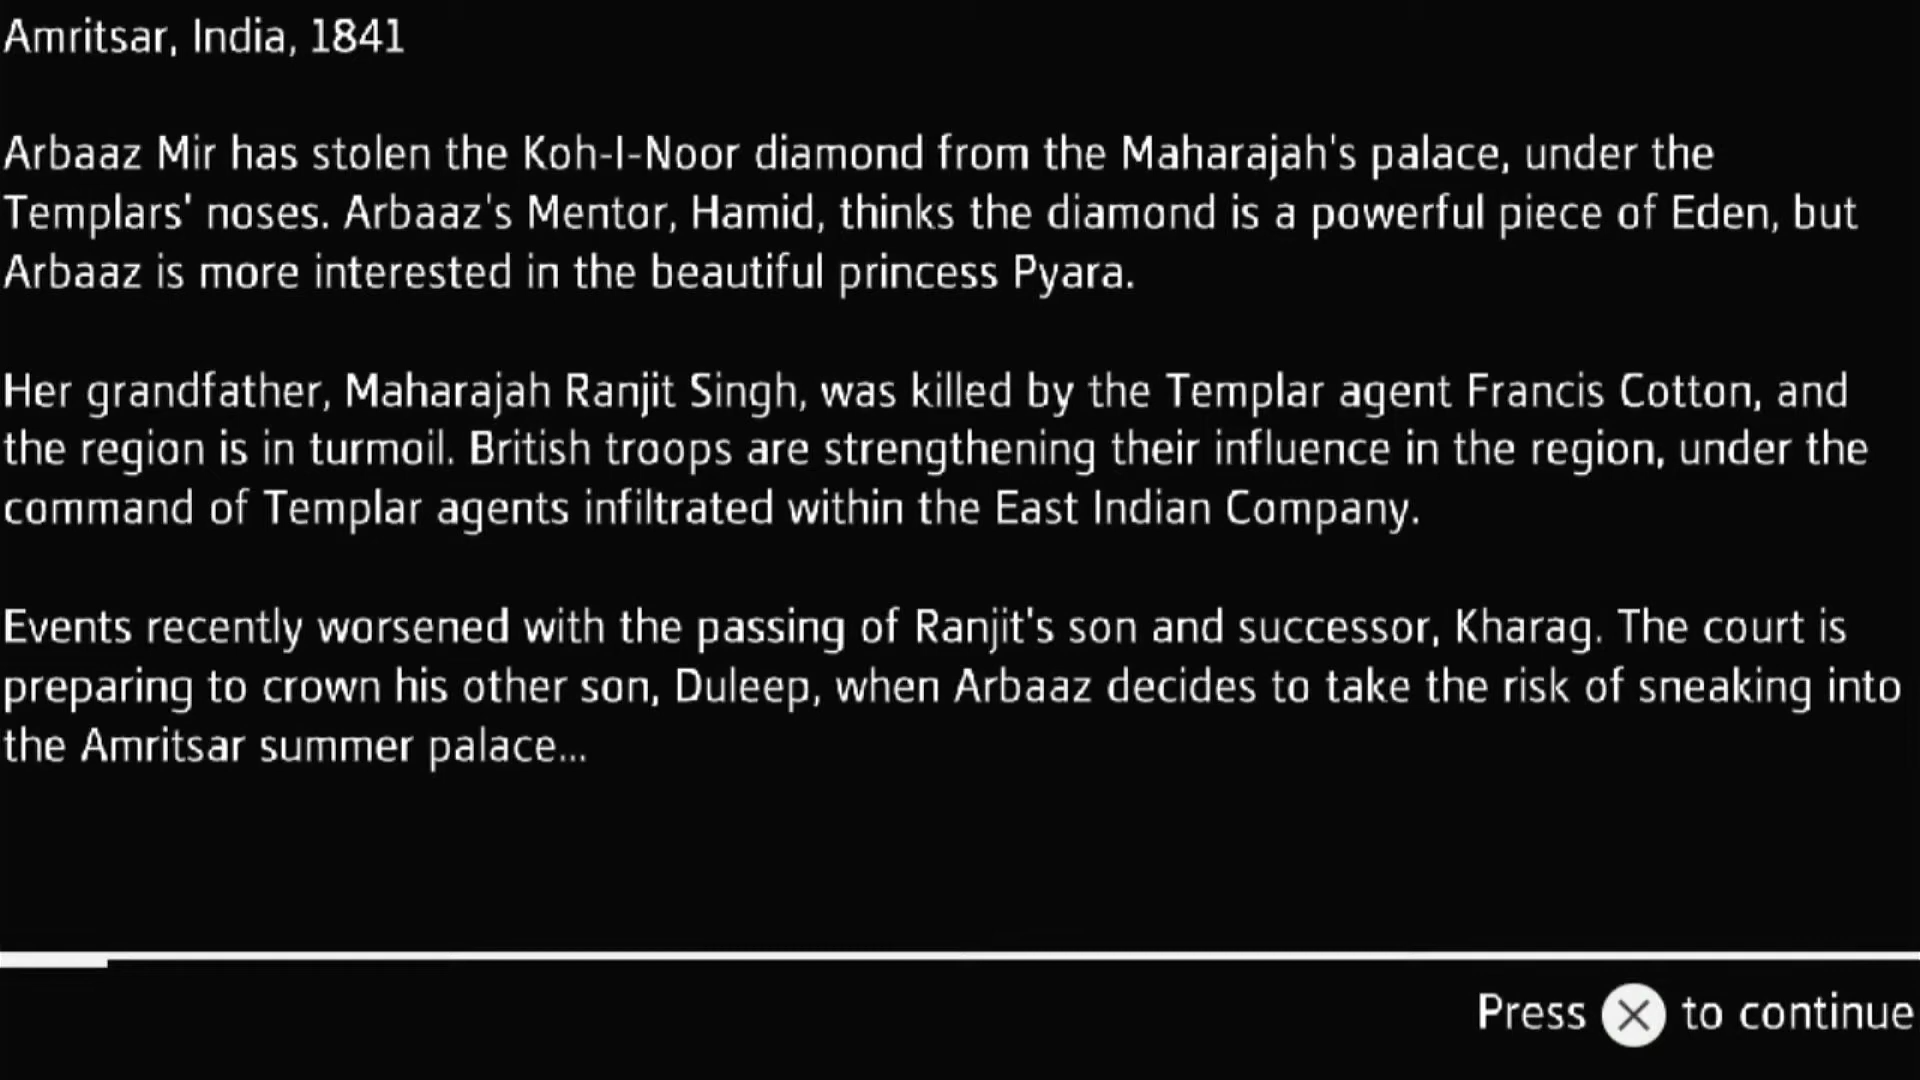 Amritsar, India, 1841
Arbaaz Mir has stolen the Koh-I-Noor diamond from the Maharajah's palace, under the
Templars' noses. Arbaaz's Mentor, Hamid, thinks the diamond is a powerful piece of Eden, but
Arbaaz is more interested in the beautiful princess Pyara.
Her grandfather, Maharajah Ranjit Singh, was killed by the Templar agent Francis Cotton, and
the region is in turmoil. British troops are strengthening their influence in the region, under the
command of Templar agents infiltrated within the East Indian Company.
Events recently worsened with the passing of Ranjit's son and successor, Kharag. The court is
preparing to crown his other son, Duleep, when Arbaaz decides to take the risk of sneaking into
the Amritsar summer palace...
Press X to continue